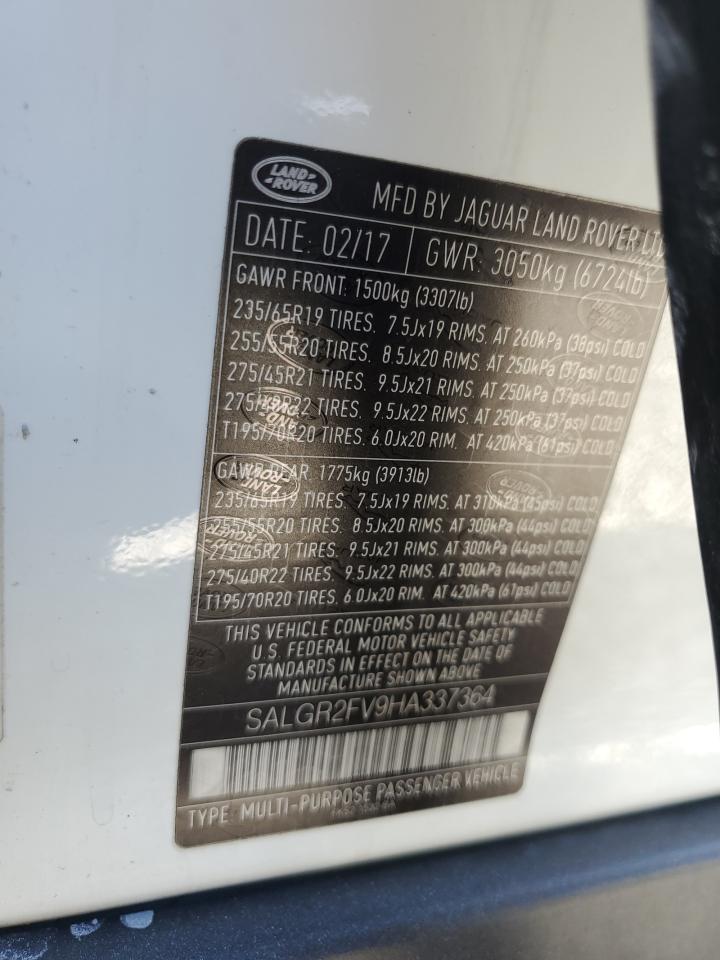 LAND ROVER
MFD BY JAGUAR LAND ROVER LTD
DATE: 02/17 GWR: 3050kg (6724lb)
GAWR FRONT: 1500kg (3307lb)
235/65R19 TIRES. 7.5Jx19 RIMS. AT 260kPa (38psi) COLD
255/55R20 TIRES. 8.5Jx20 RIMS. AT 250kPa (37psi) COLD
275/45R21 TIRES. 9.5Jx21 RIMS. AT 250kPa (37psi) COLD
275/40R22 TIRES. 9.5Jx22 RIMS. AT 250kPa (37psi) COLD
T195/70R20 TIRES. 6.0Jx20 RIM. AT 420kPa (61psi) COLD
GAWR REAR: 1775kg (3913lb)
235/65R19 TIRES. 7.5Jx19 RIMS. AT 310kPa (45psi) COLD
255/55R20 TIRES. 8.5Jx20 RIMS. AT 300kPa (44psi) COLD
275/45R21 TIRES. 9.5Jx21 RIMS. AT 300kPa (44psi) COLD
275/40R22 TIRES. 9.5Jx22 RIMS. AT 300kPa (44psi) COLD
T195/70R20 TIRES. 6.0Jx20 RIM. AT 420kPa (61psi) COLD
THIS VEHICLE CONFORMS TO ALL APPLICABLE
U.S. FEDERAL MOTOR VEHICLE SAFETY
STANDARDS IN EFFECT ON THE DATE OF
MANUFACTURE SHOWN ABOVE
SALGR2FV9HA337364
TYPE: MULTI-PURPOSE PASSENGER VEHICLE